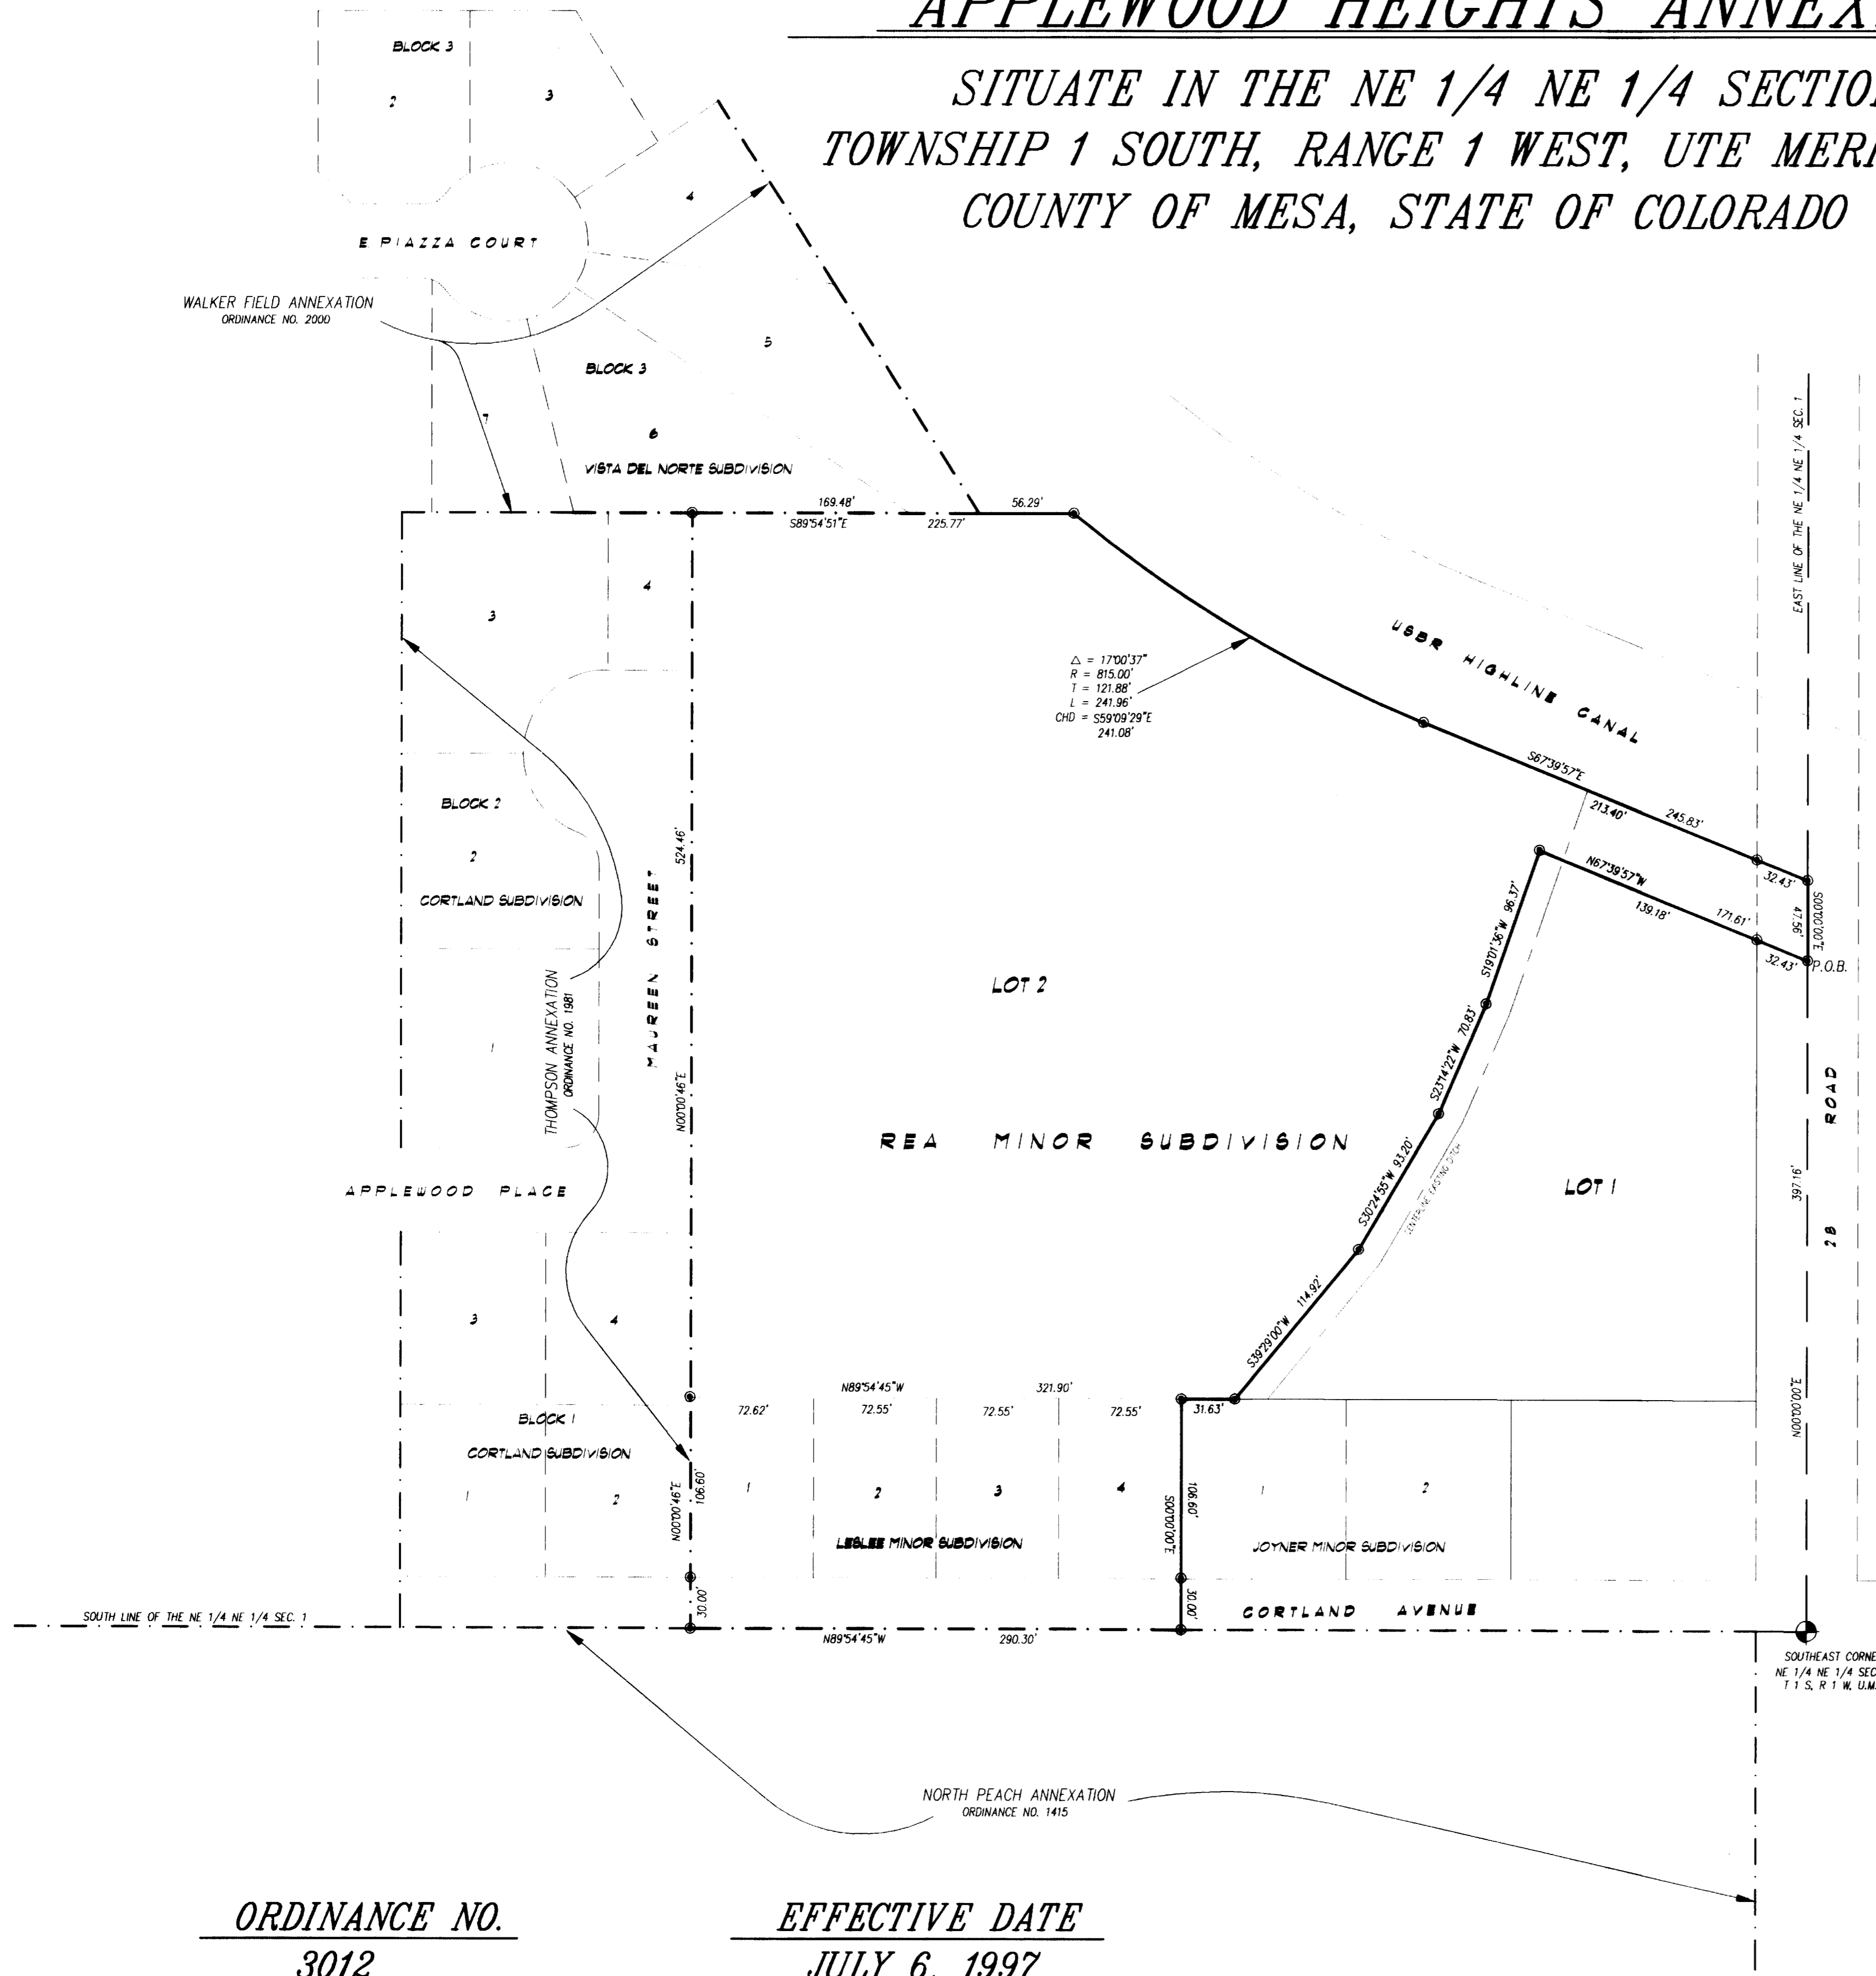 APPLEWOOD HEIGHTS ANNEX
SITUATE IN THE NE 1/4 NE 1/4 SECTIO
TOWNSHIP 1 SOUTH, RANGE 1 WEST, UTE MER
COUNTY OF MESA, STATE OF COLORADO
BLOCK 3
2
3
4
E PIAZZA COURT
WALKER FIELD ANNEXATION
ORDINANCE NO. 2000
5
BLOCK 3
7
6
VISTA DEL NORTE SUBDIVISION
169.48'
56.29'
S89°54'51"E
225.77'
EAST LINE OF THE NE 1/4 NE 1/4 SEC. 1
3
4
USBR HIGHLINE CANAL
△ = 17°00'37"
R = 815.00'
T = 121.88'
L = 241.96'
CHD = S59°09'29"E
241.08'
S67°39'57"E
213.40'
245.83'
32.43'
S00°00'00"E
47.56'
N67°39'57"W
139.18'
171.61'
32.43'
P.O.B.
BLOCK 2
2
CORTLAND SUBDIVISION
524.46'
MAUREEN STREET
S19°01'36"W 96.37'
LOT 2
S23°14'22"W 70.83'
THOMPSON ANNEXATION
ORDINANCE NO. 1981
1
N00°00'46"E
REA MINOR SUBDIVISION
S30°24'55"W 93.20'
CENTERLINE EXISTING DITCH
LOT 1
397.16'
28 ROAD
APPLEWOOD PLACE
3
4
S39°29'00"W 114.92'
N00°00'00"E
N89°54'45"W
321.90'
72.62'
72.55'
72.55'
72.55'
31.63'
BLOCK 1
CORTLAND SUBDIVISION
1
2
N00°00'46"E
106.60'
1
2
3
4
S00°00'00"E
106.60'
1
2
LESLEE MINOR SUBDIVISION
JOYNER MINOR SUBDIVISION
30.00'
30.00'
CORTLAND AVENUE
SOUTH LINE OF THE NE 1/4 NE 1/4 SEC. 1
N89°54'45"W
290.30'
SOUTHEAST CORNE
NE 1/4 NE 1/4 SEC
T 1 S, R 1 W, U.M.
NORTH PEACH ANNEXATION
ORDINANCE NO. 1415
ORDINANCE NO.
3012
EFFECTIVE DATE
JULY 6, 1997